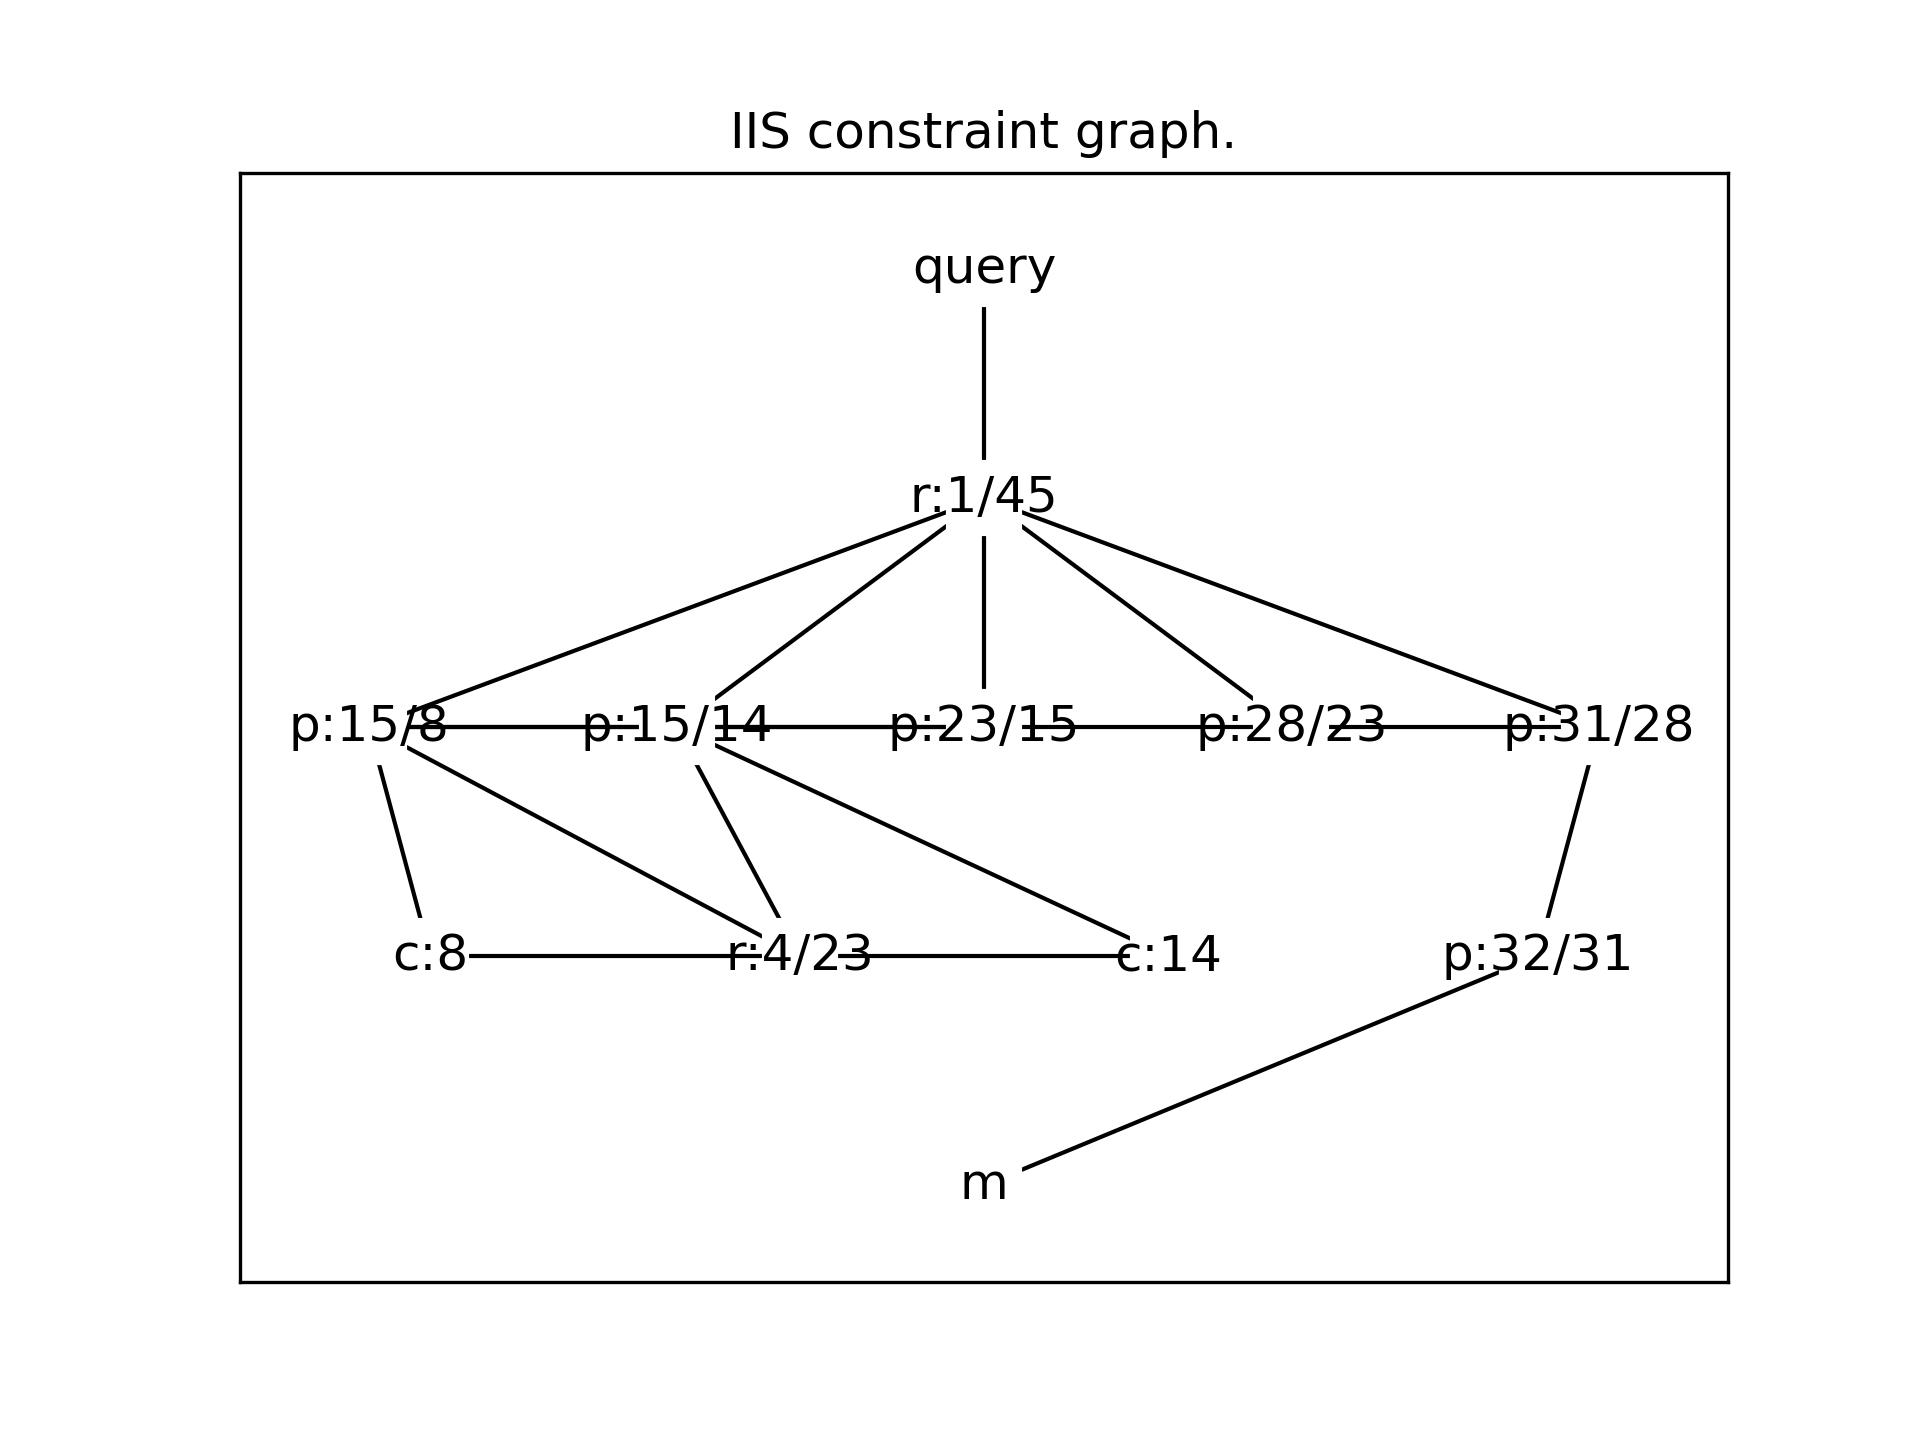 IIS constraint graph.
query
r:1/45
p:15/8 p:15/14 p:23/15 p:28/23 p:31/28
c:8 r:4/23 c:14 p:32/31
m